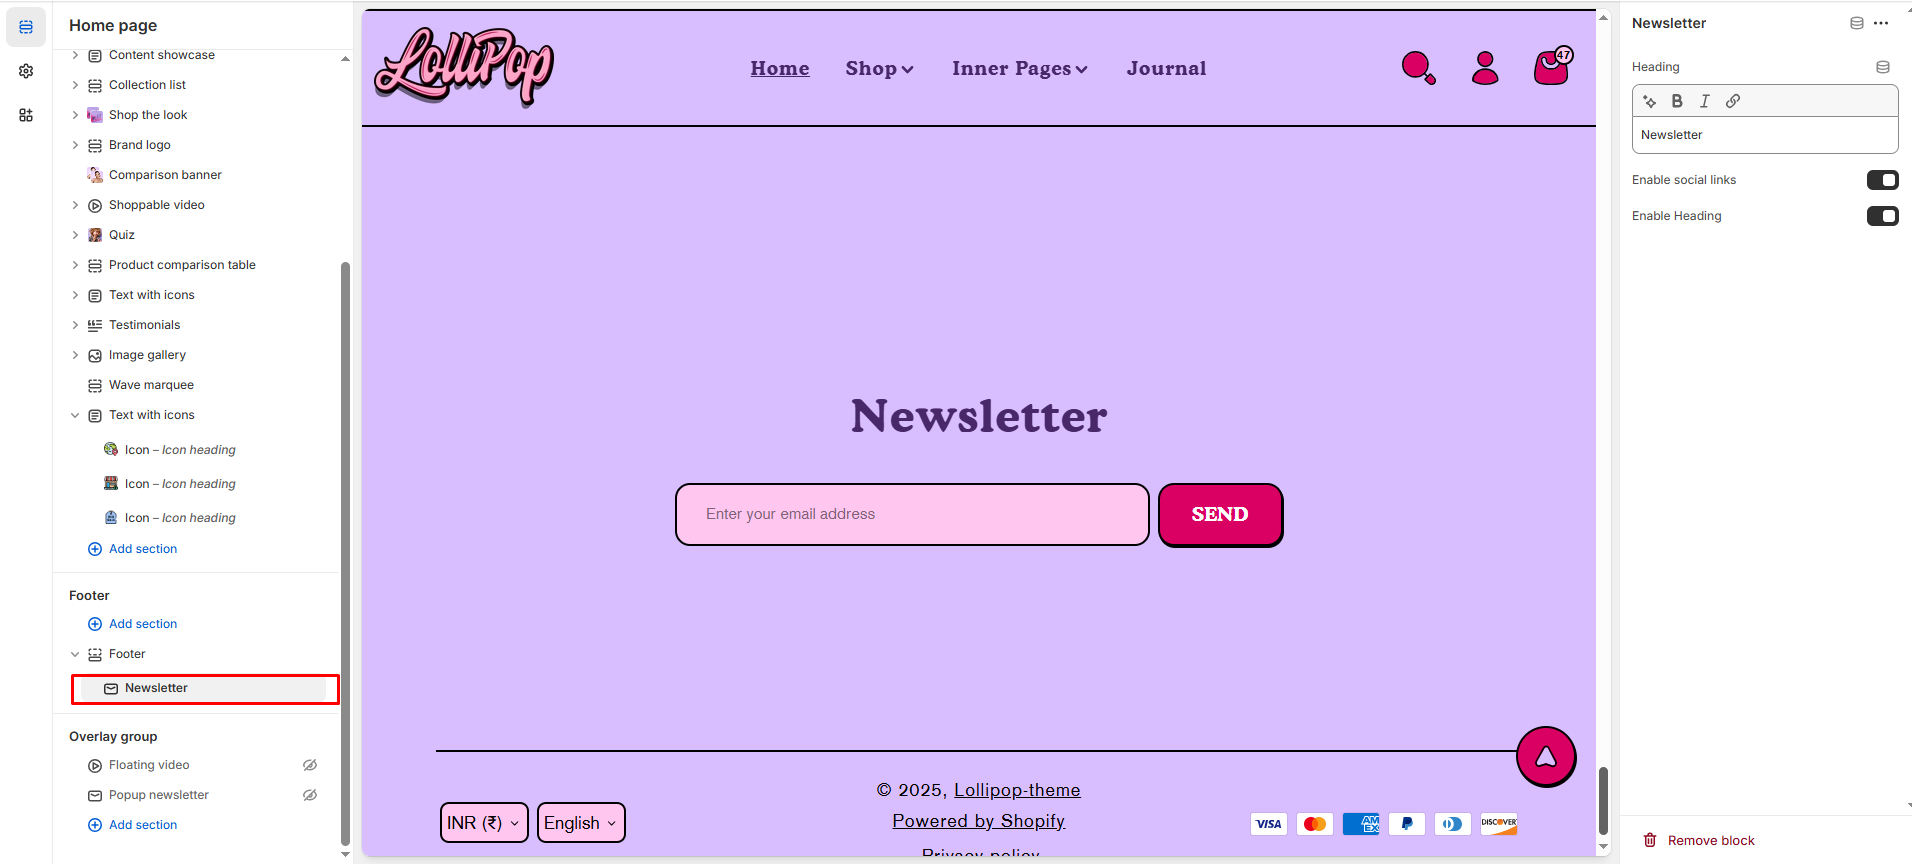 Home page
Content showcase
Collection list
Shop the look
Brand logo
Comparison banner
Shoppable video
Quiz
Product comparison table
Text with icons
Testimonials
Image gallery
Wave marquee
Text with icons
Icon – Icon heading
Icon – Icon heading
Icon – Icon heading
Add section
Footer
Add section
Footer
Newsletter
Overlay group
Floating video
Popup newsletter
Add section
LolliPop
Home Shop Inner Pages Journal
47
Newsletter
Enter your email address
SEND
© 2025, Lollipop-theme
Powered by Shopify
Privacy policy
INR (₹) English
VISA
AM
EX
DISCOVER
Newsletter
Heading
B I
Newsletter
Enable social links
Enable Heading
Remove block